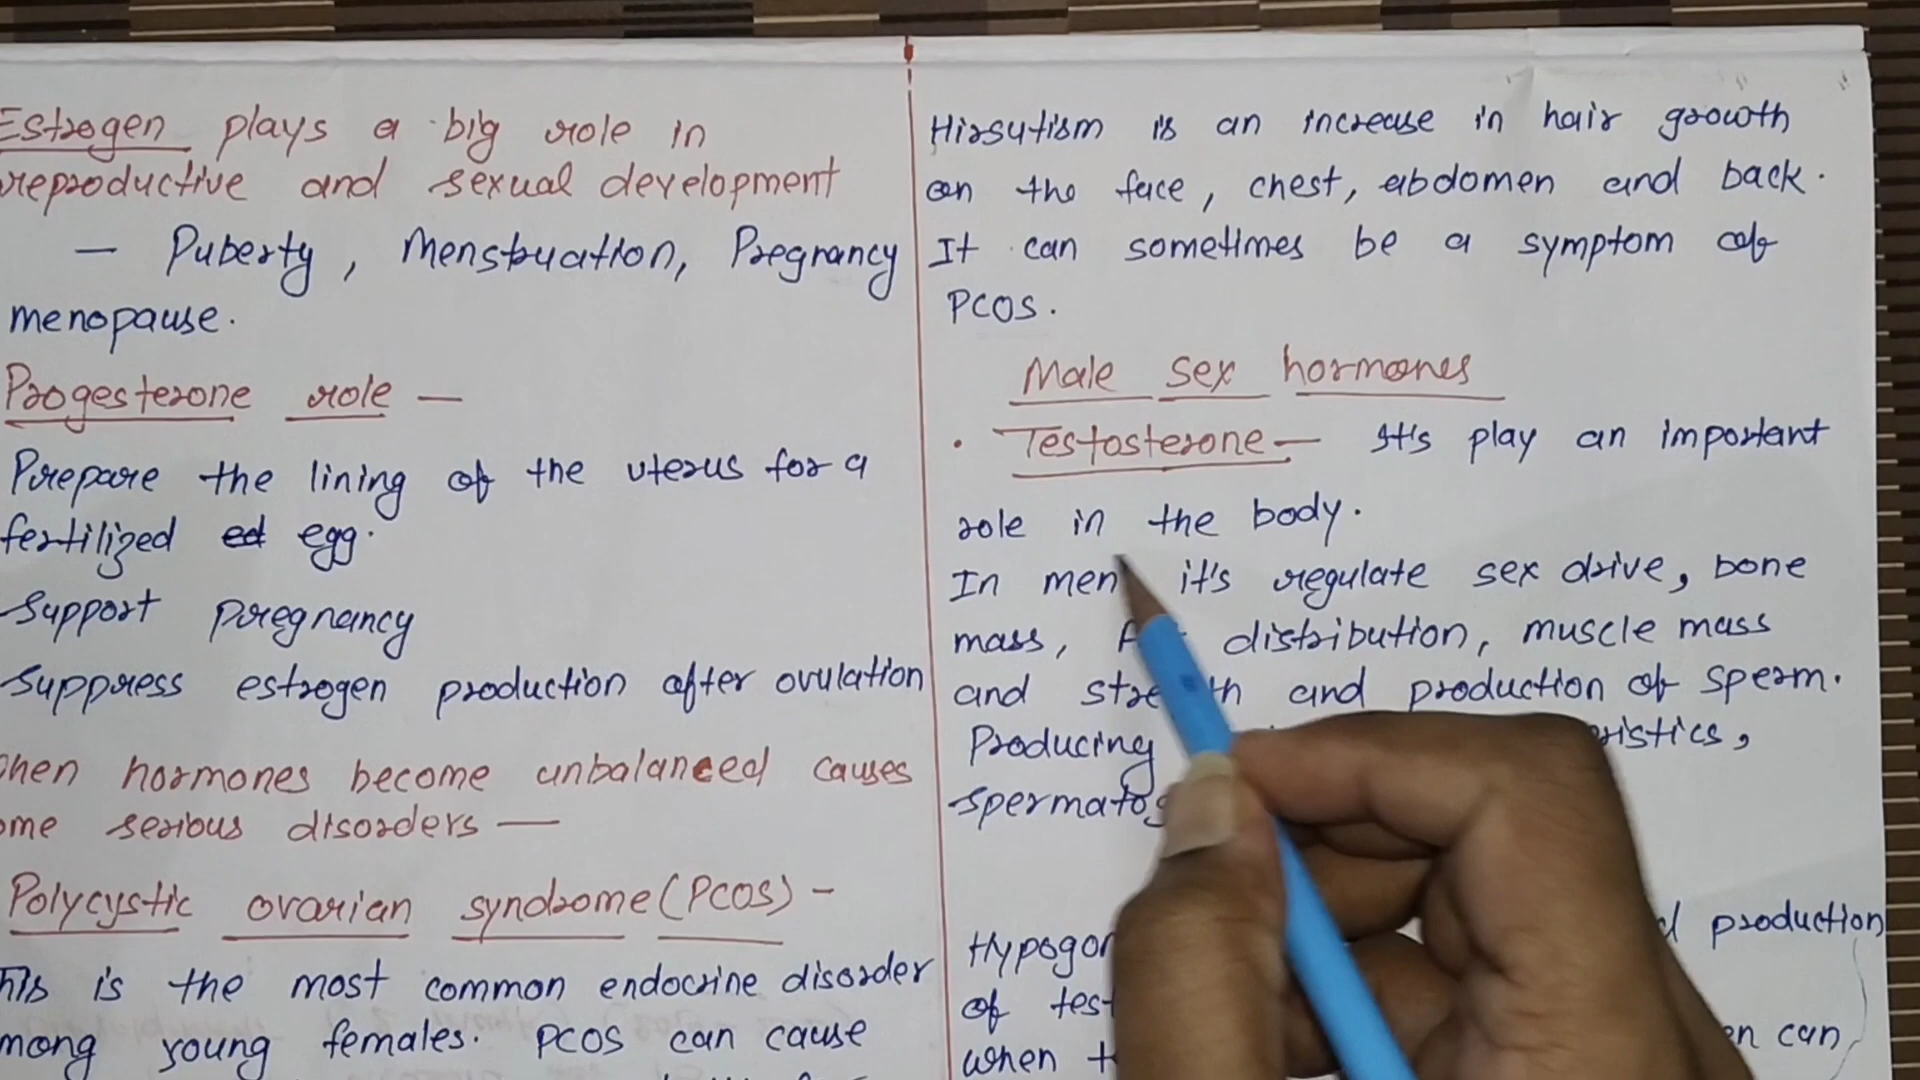 Estrogen plays a big role in
reproductive and sexual development
— Puberty, Menstruation, Pregnancy
menopause.
Progesterone role —
Prepare the lining of the uterus for a
fertilized egg.
Support pregnancy
Suppress estrogen production after ovulation
hormones become unbalanced causes
serious disorders —
Polycystic ovarian syndrome (PCOS) -
This is the most common endocrine disorder
young females. PCOS can cause
Hirsutism is an increase in hair growth
on the face, chest, abdomen and back.
It can sometimes be a symptom of
PCOS.
Male sex hormones
• Testosterone — It's play an important
role in the body.
In men it's regulate sex drive, bone
mass, distribution, muscle mass
and and production of sperm.
Producing
production
of
when can